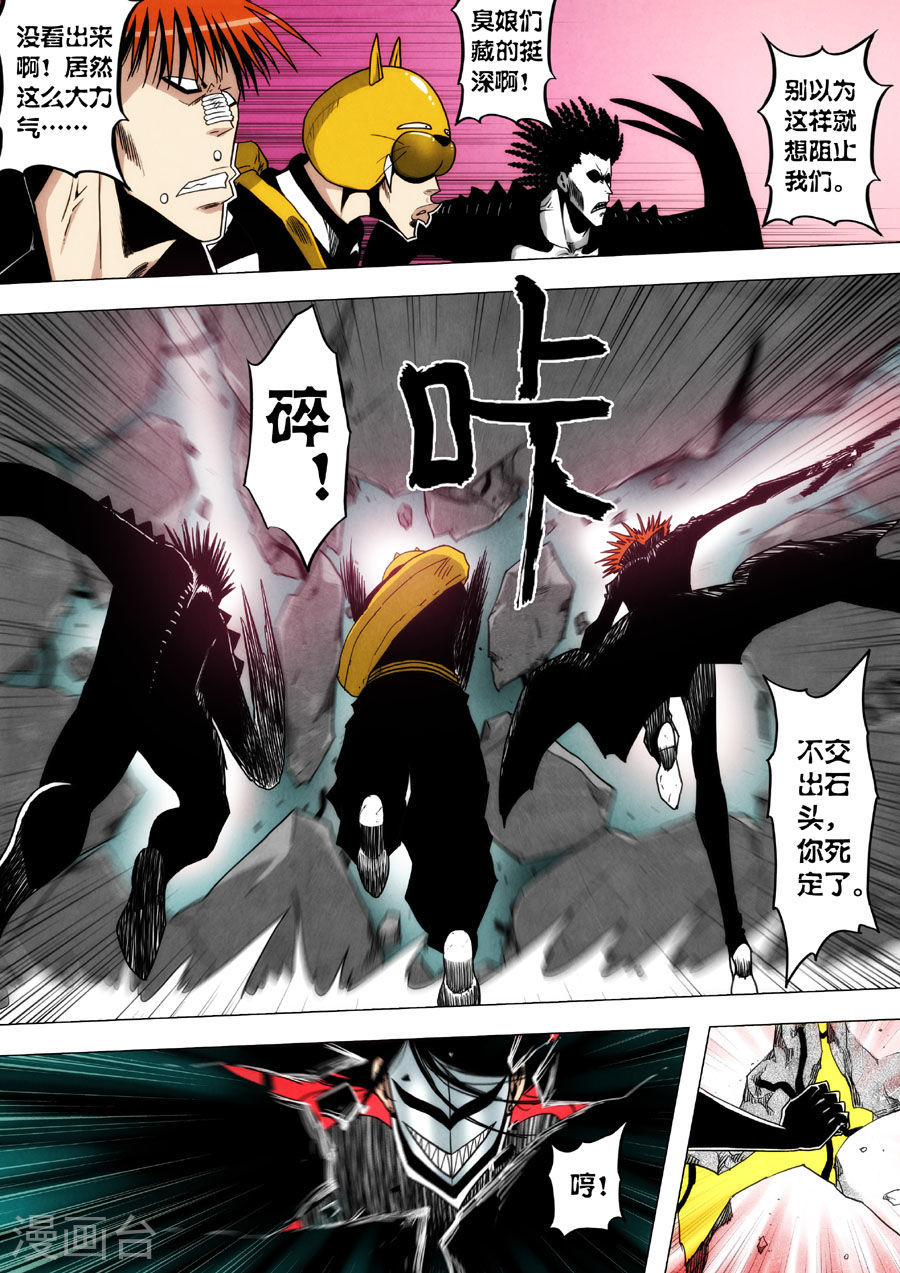 没看出来
啊！居然
这么大力
气……
臭娘们
藏的挺
深啊！
别以为
这样就
想阻止
我们。
咔
碎！
交石头，
不出你死定了。
哼！
漫画台